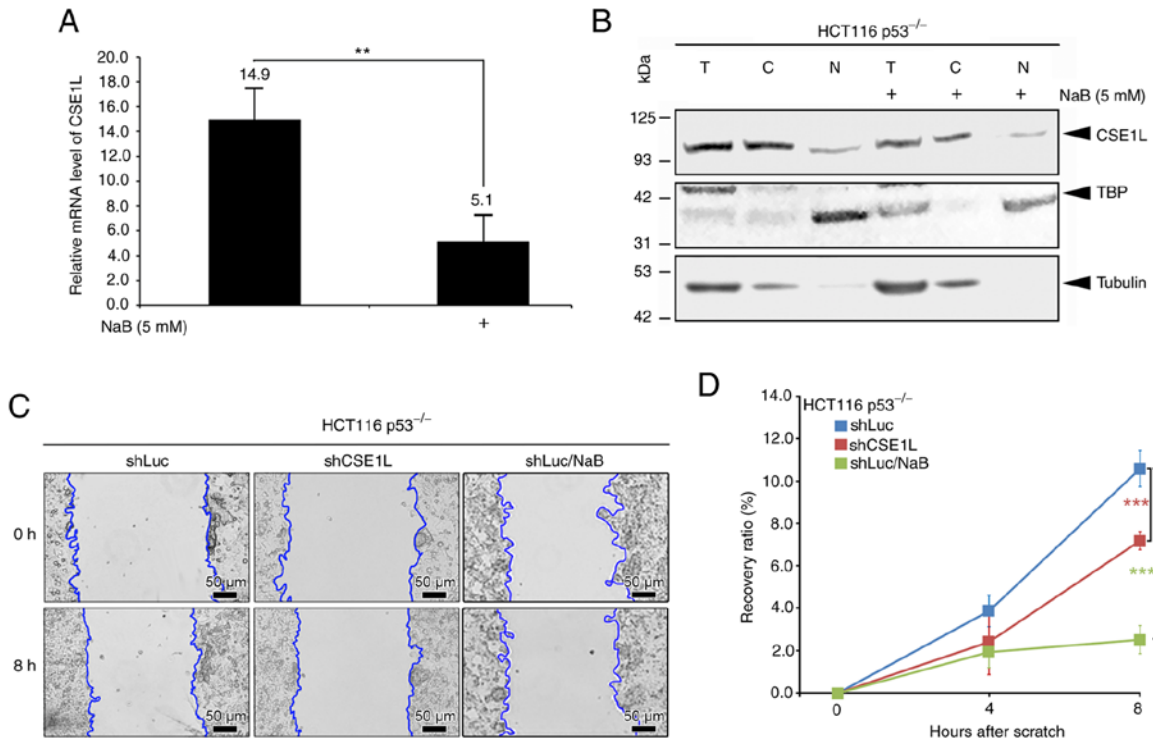 A
Relative mRNA level of CSE1L
20.0
18.0
16.0
14.0
12.0
10.0
8.0
6.0
4.0
2.0
0.0
14.9
**
5.1
NaB (5 mM)
+
B
HCT116 p53–/–
kDa
T C N T C N
+ + + NaB (5 mM)
125
93
CSE1L
42
31
TBP
53
42
Tubulin
C
HCT116 p53–/–
shLuc shCSE1L shLuc/NaB
0 h
50 µm 50 µm 50 µm
8 h
50 µm 50 µm 50 µm
D
HCT116 p53–/–
shLuc
shCSE1L
shLuc/NaB
Recovery ratio (%)
14.0
12.0
10.0
8.0
6.0
4.0
2.0
0.0
***
***
0 4 8
Hours after scratch